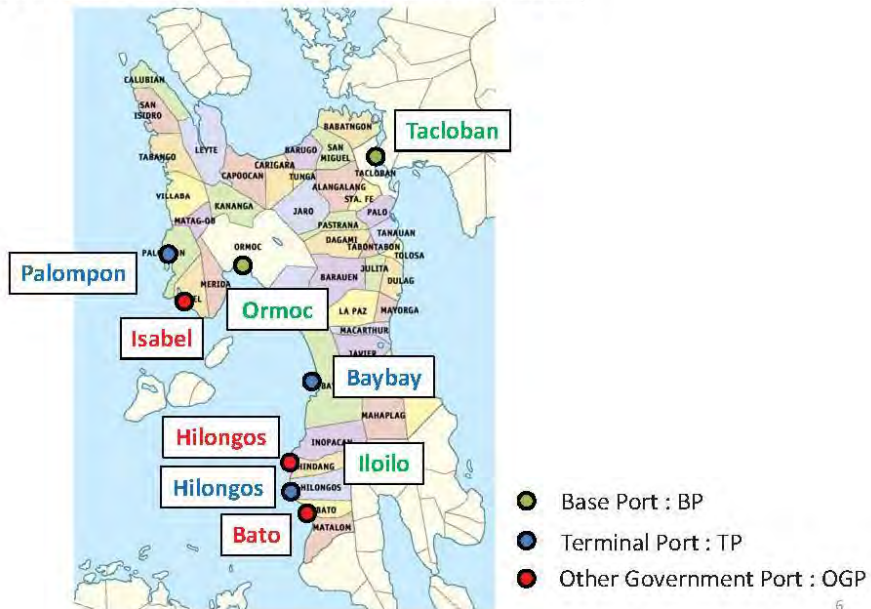 CALUBIAN
SAN
ISIDRO
TABANGO
LEYTE
BABATNGON
Tacloban
BARUGO
SAN
MIGUEL
CARIGARA
CAPOOCAN
TUNGA
TACLOBAN
ALANGALANG
STA. FE
VILLABA
KANANGA
JARO
PALO
MATAG-OB
PASTRANA
TANAUAN
DAGAMI
TABONTABON
TOLOSA
ORMOC
Palompon
BARAUEN
JULITA
DULAG
MERIDA
Ormoc
LA PAZ
MAYORGA
Isabel
MACARTHUR
JAVIER
Baybay
MAHAPLAG
Hilongos
INOPACAN
Iloilo
HINDANG
Hilongos
HILONGOS
Base Port : BP
Bato
BATO
MATALOM
Terminal Port : TP
Other Government Port : OGP
6